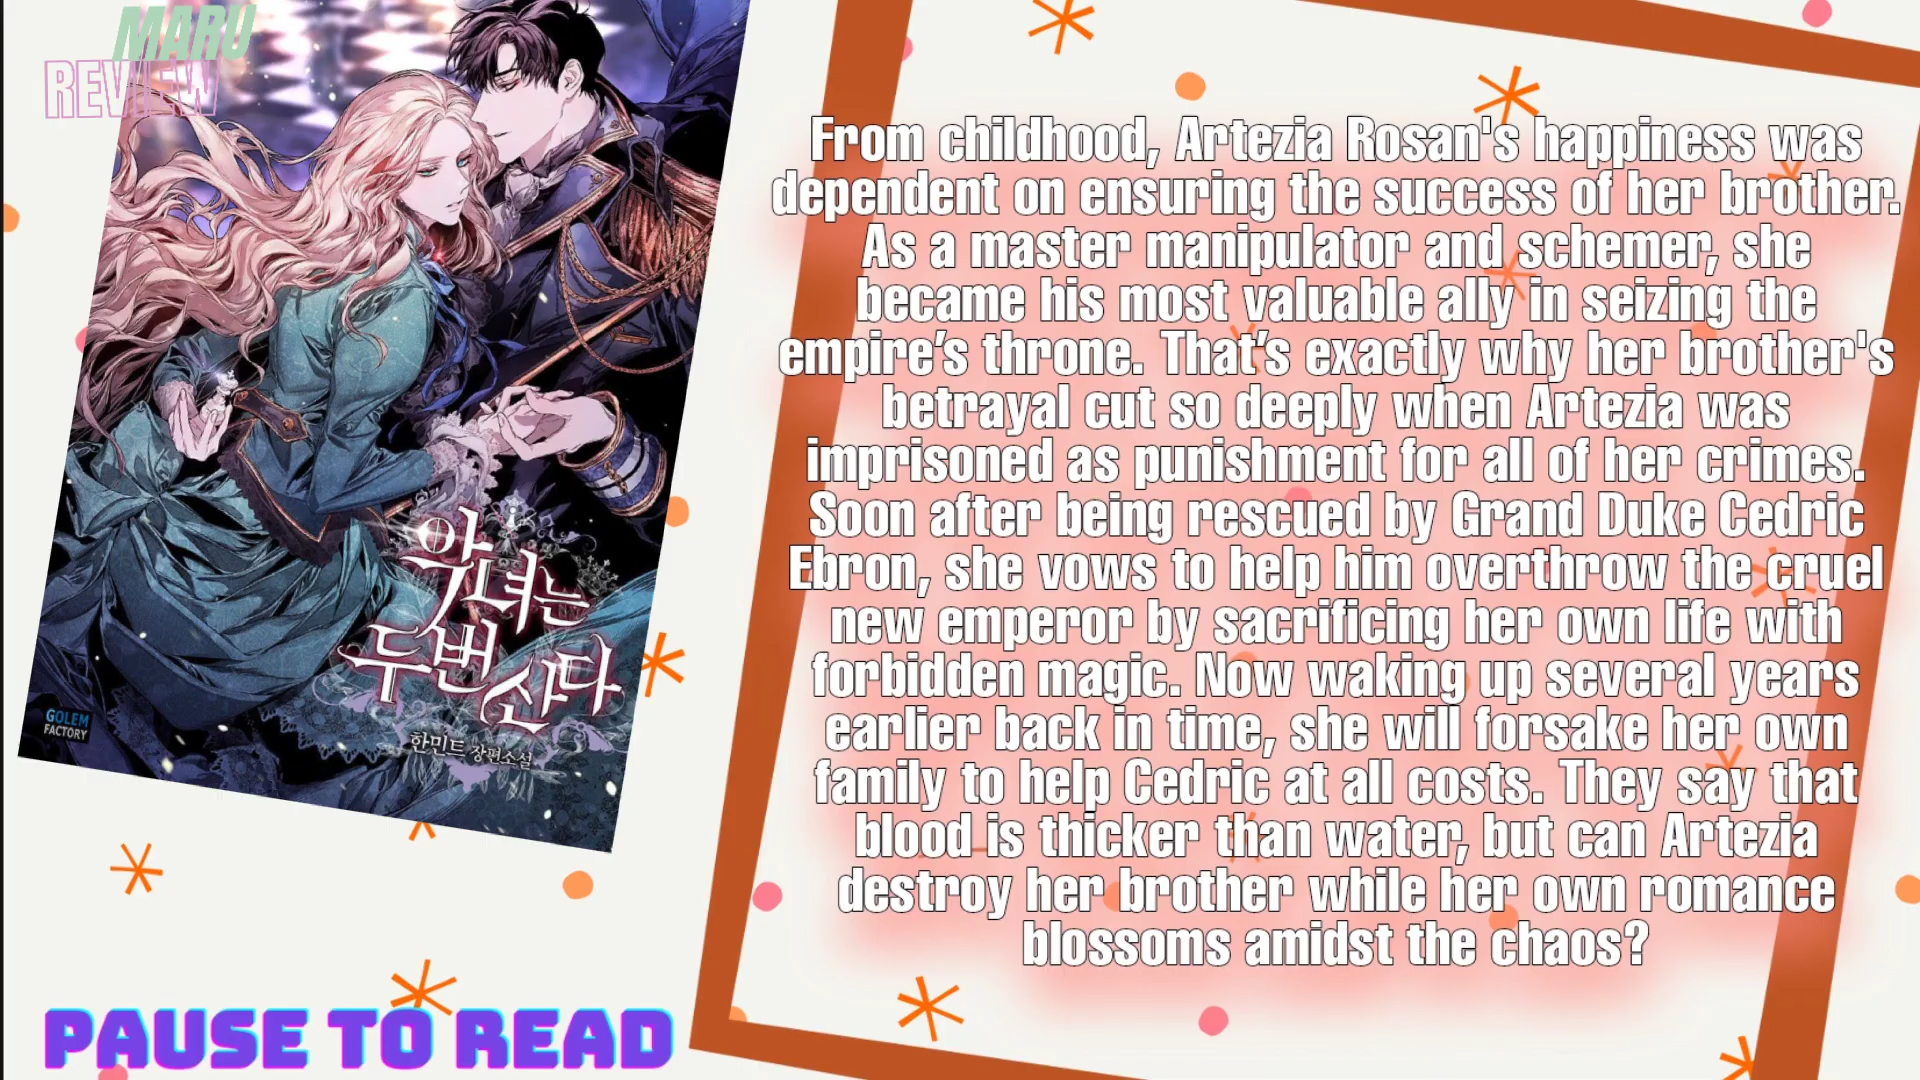 MARU
REVIEW
악녀는
두 번 산다
한민트 장편소설
GOLEM
FACTORY
From childhood, Artezia Rosan's happiness was
dependent on ensuring the success of her brother.
As a master manipulator and schemer, she
became his most valuable ally in seizing the
empire’s throne. That’s exactly why her brother's
betrayal cut so deeply when Artezia was
imprisoned as punishment for all of her crimes.
Soon after being rescued by Grand Duke Cedric
Ebron, she vows to help him overthrow the cruel
new emperor by sacrificing her own life with
forbidden magic. Now waking up several years
earlier back in time, she will forsake her own
family to help Cedric at all costs. They say that
blood is thicker than water, but can Artezia
destroy her brother while her own romance
blossoms amidst the chaos?
PAUSE TO READ